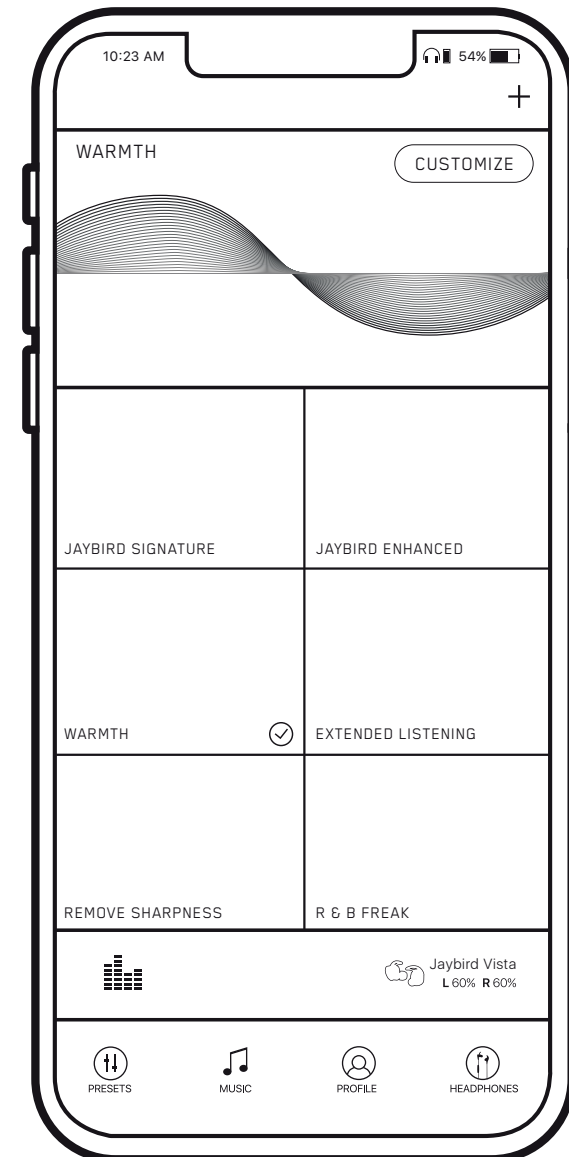 10:23 AM
54%
WARMTH
CUSTOMIZE
JAYBIRD SIGNATURE
JAYBIRD ENHANCED
WARMTH
EXTENDED LISTENING
REMOVE SHARPNESS
R & B FREAK
Jaybird Vista
L 60% R 60%
PRESETS
MUSIC
PROFILE
HEADPHONES